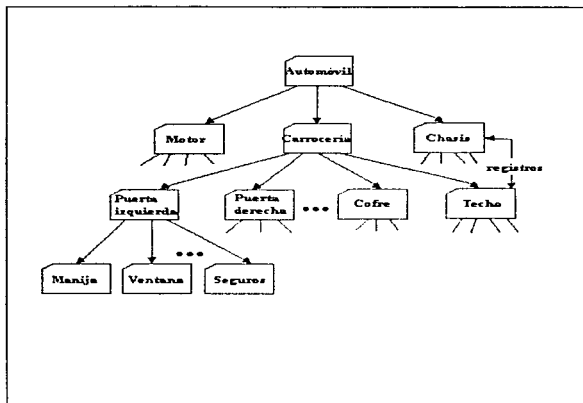 Automóvil
Motor
Carrocería
Chasis
registros
Puerta
izquierda
Puerta
derecha
Cofre
Techo
Manija
Ventana
Seguros